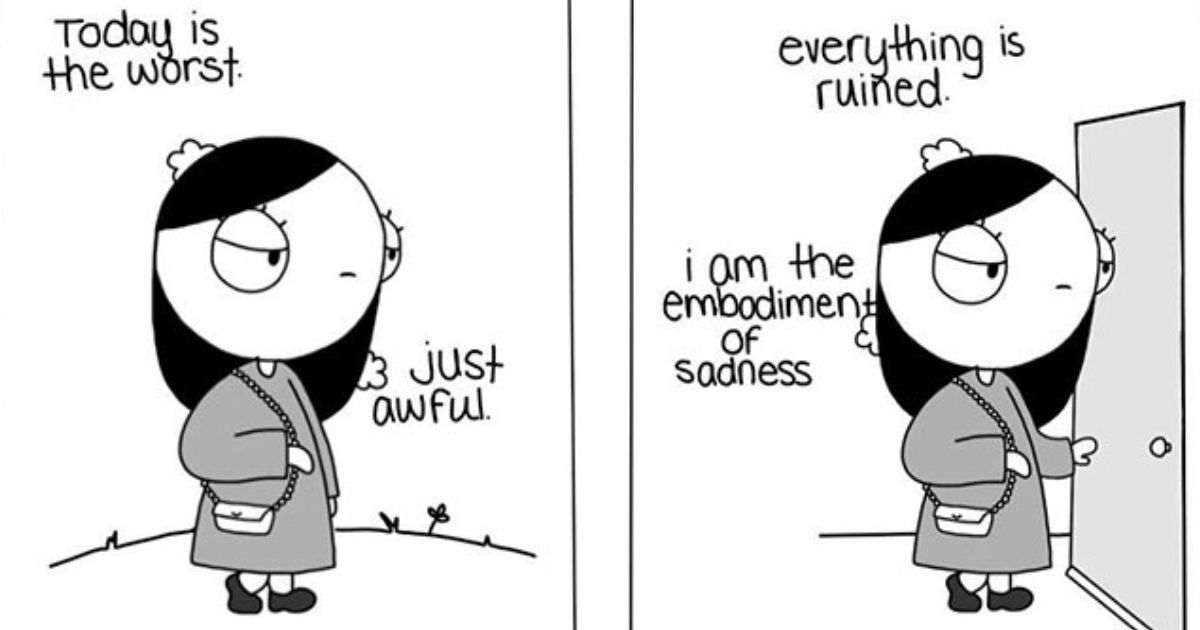 Today is
the worst.
just
awful.
everything is
ruined.
i am the
embodiment
of
sadness